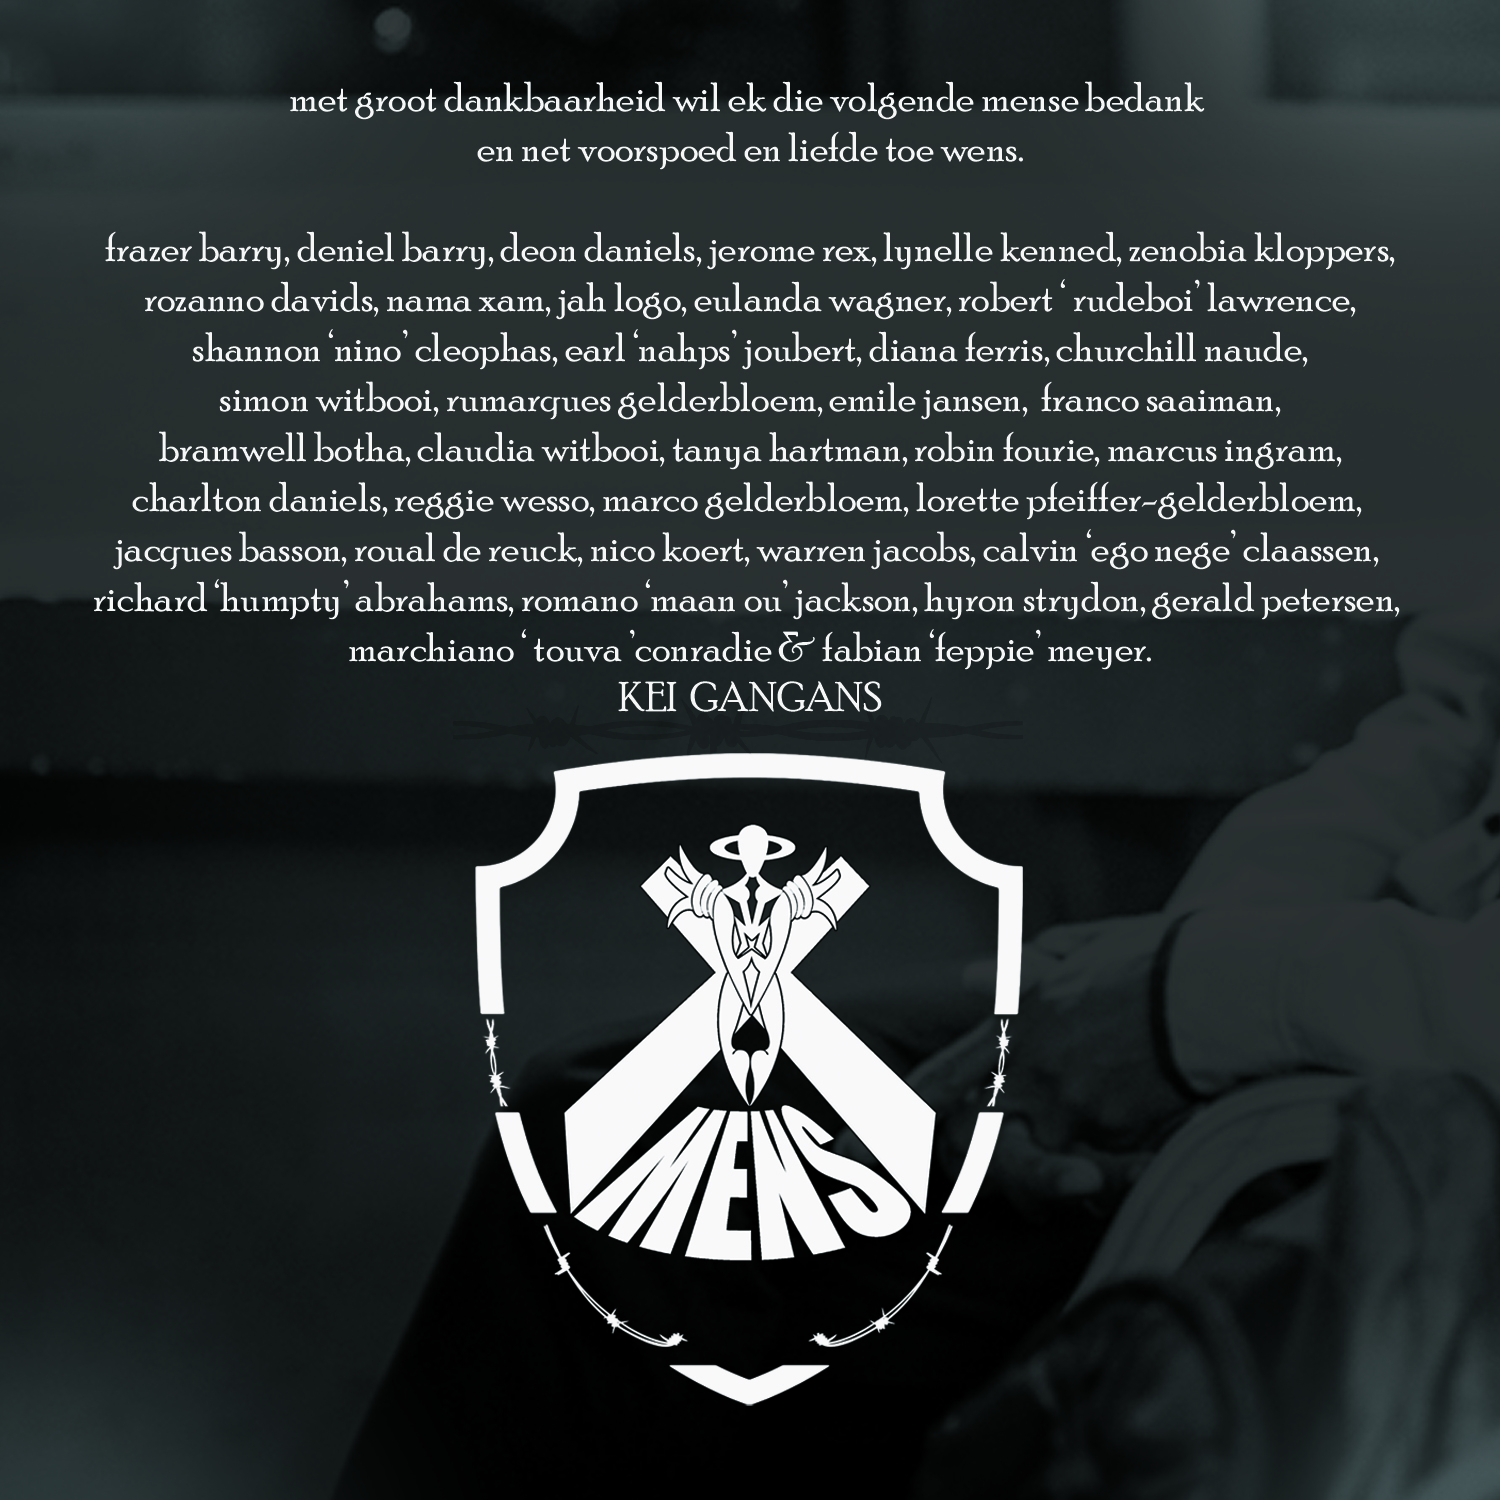 met groot dankbaarheid wil ek die volgende mense bedank
en net voorspoed en liefde toe wens.
frazer barry, deniel barry, deon daniels, jerome rex, lynelle kenned, zenobia kloppers,
rozanno davids, nama xam, jah logo, eulanda wagner, robert ‘ rudeboi’ lawrence,
shannon ‘nino’ cleophas, earl ‘nahps’ joubert, diana ferris, churchill naude,
simon witbooi, rumarques gelderbloem, emile jansen, franco saaiman,
bramwell botha, claudia witbooi, tanya hartman, robin fourie, marcus ingram,
charlton daniels, reggie wesso, marco gelderbloem, lorette pfeiffer-gelderbloem,
jacques basson, roual de reuck, nico koert, warren jacobs, calvin ‘ego nege’ claassen,
richard ‘humpty’ abrahams, romano ‘maan ou’ jackson, hyron strydon, gerald petersen,
marchiano ‘ touva ’conradie & fabian ‘feppie’ meyer.
KEI GANGANS
MENS